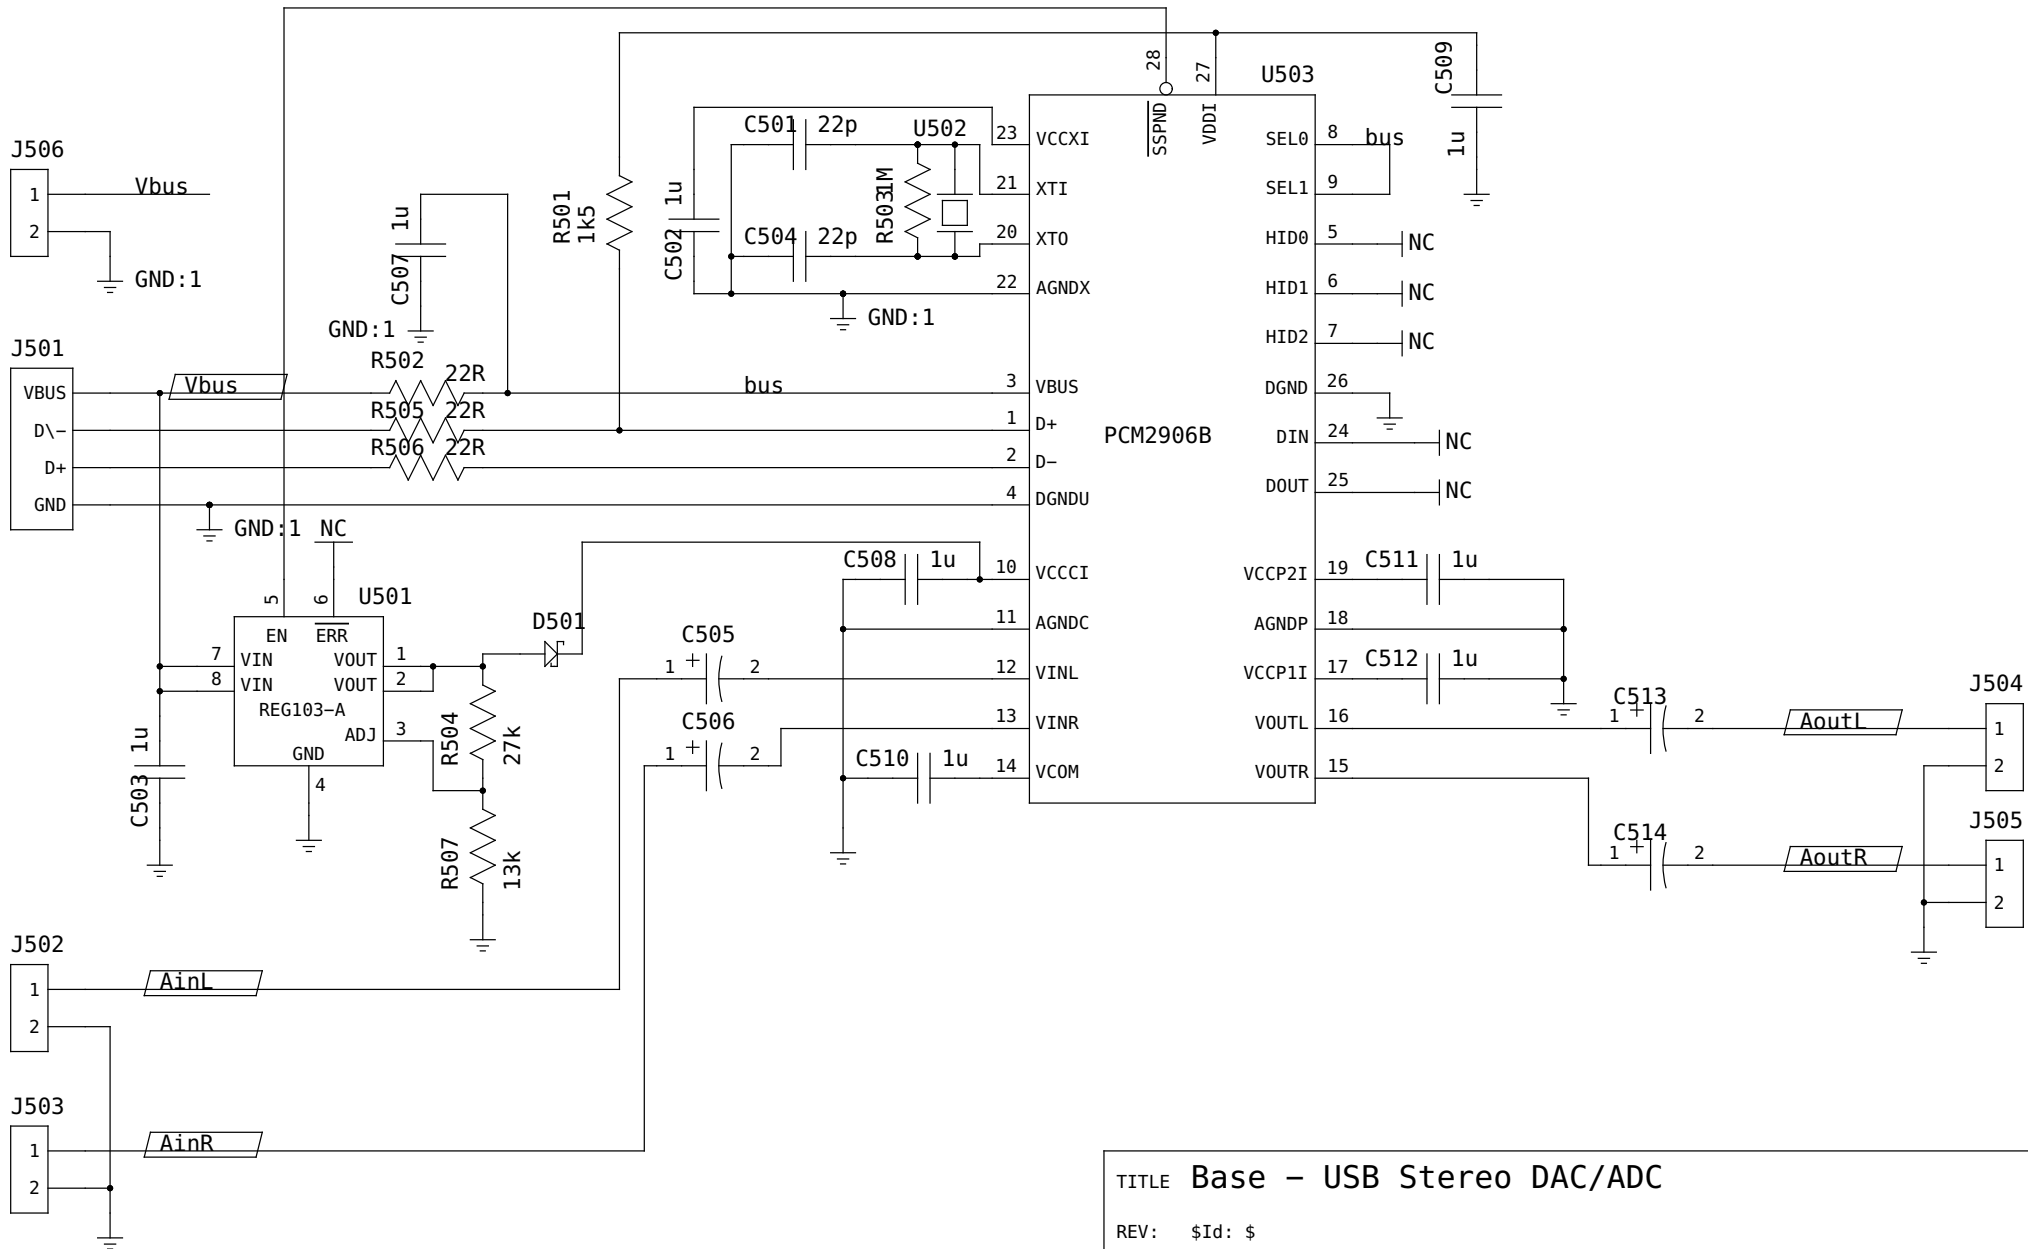 J506
1
Vbus
2
GND:1
J501
VBUS
Vbus
D\−
D+
GND
GND:1
NC
1u
C507
GND:1
R502
22R
R505
22R
R506
22R
bus
R501
1k5
1u
C502
C501
22p
U502
R503
1M
C504
22p
GND:1
28
27
U503
C509
1u
23
VCCXI
SSPND
VDDI
SEL0
8
bus
21
XTI
SEL1
9
20
XTO
HID0
5
NC
22
AGNDX
HID1
6
NC
HID2
7
NC
3
VBUS
DGND
26
1
D+
PCM2906B
DIN
24
NC
2
D−
DOUT
25
NC
4
DGNDU
C508
1u
10
VCCCI
VCCP2I
19
C511
1u
11
AGNDC
AGNDP
18
12
VINL
VCCP1I
17
C512
1u
13
VINR
VOUTL
16
14
VCOM
VOUTR
15
5
6
U501
EN
ERR
7
VIN
VOUT
1
8
VIN
VOUT
2
REG103−A
ADJ
3
GND
4
1u
C503
D501
R504
27k
R507
13k
C505
1
+
2
C506
1
+
2
C510
1u
C513
1
+
2
AoutL
J504
1
2
C514
1
+
2
AoutR
J505
1
2
J502
1
AinL
2
J503
1
AinR
2
TITLE Base − USB Stereo DAC/ADC
REV: $Id: $